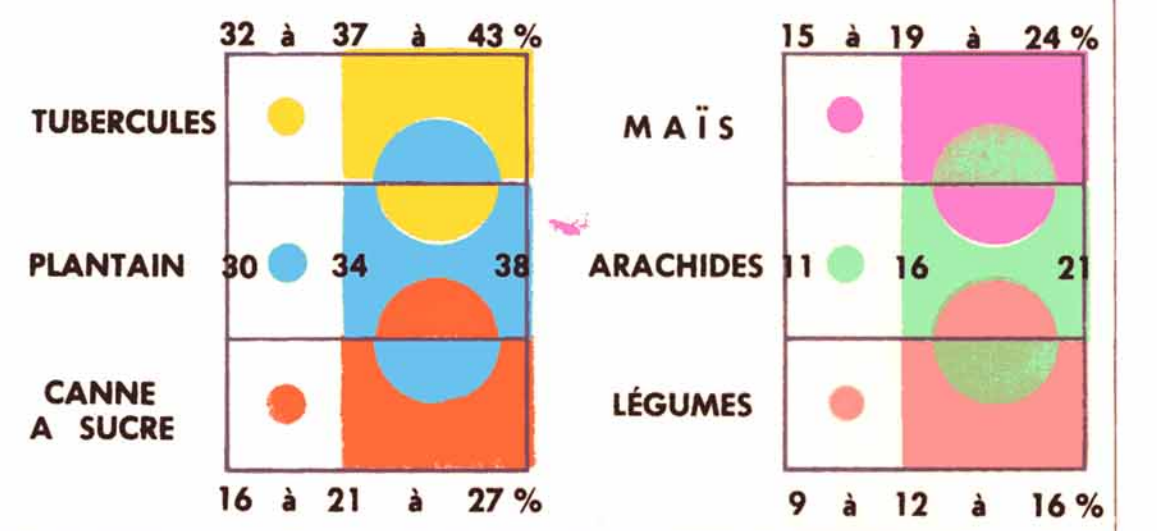 32 à 37 à 43 %
TUBERCULES
PLANTAIN 30 34 38
CANNE
A SUCRE
16 à 21 à 27 %
15 à 19 à 24 %
MAÏS
ARACHIDES 11 16 21
LÉGUMES
9 à 12 à 16 %